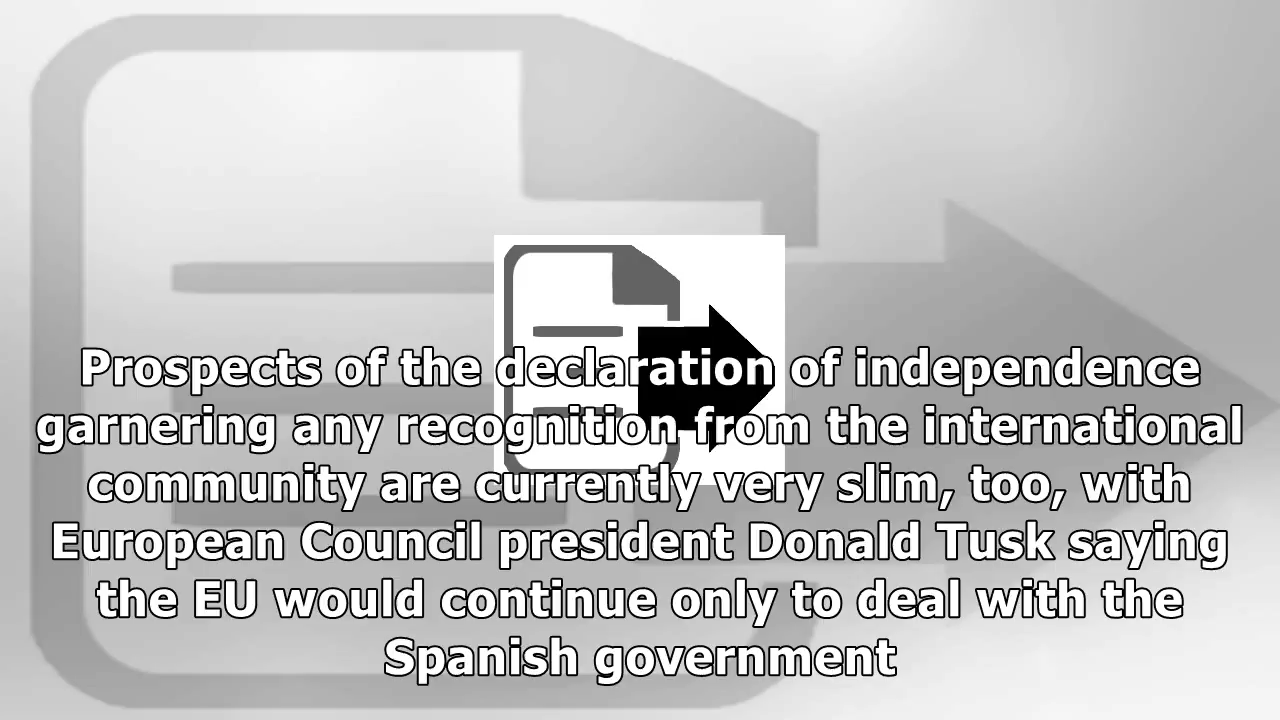 Prospects of the declaration of independence
garnering any recognition from the international
community are currently very slim, too, with
European Council president Donald Tusk saying
the EU would continue only to deal with the
Spanish government